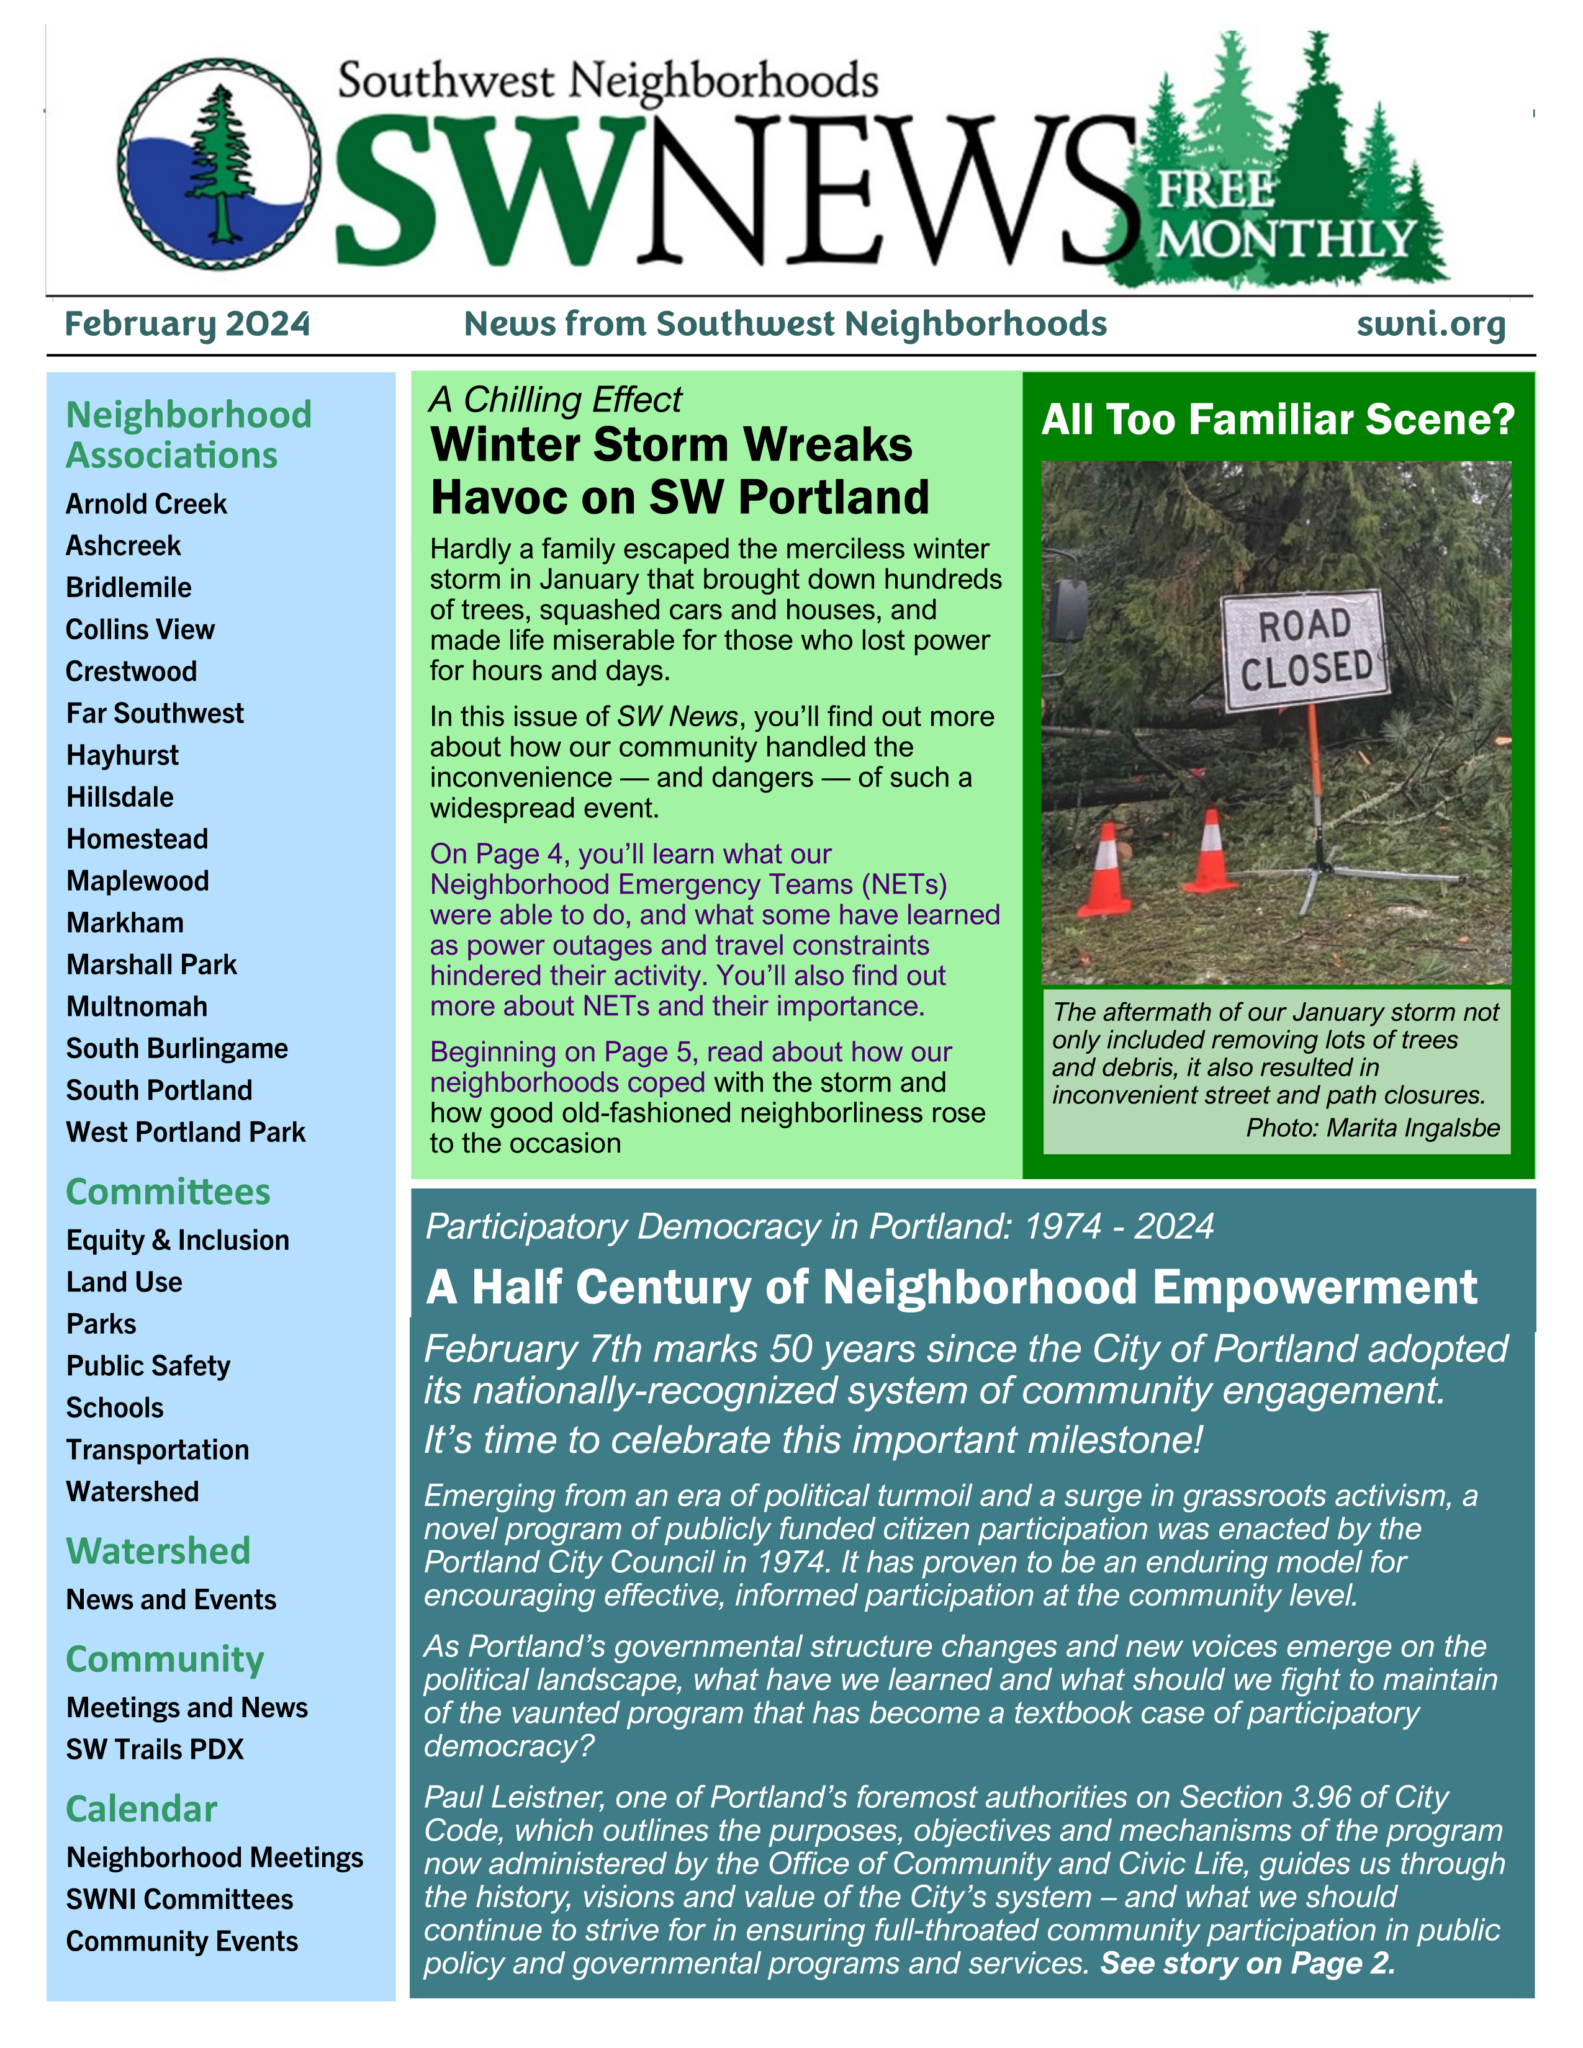 Southwest Neighborhoods
SWNEWS
FREE
MONTHLY
February 2024
News from Southwest Neighborhoods
swni.org
Neighborhood
Associations
Arnold Creek
Ashcreek
Bridlemile
Collins View
Crestwood
Far Southwest
Hayhurst
Hillsdale
Homestead
Maplewood
Markham
Marshall Park
Multnomah
South Burlingame
South Portland
West Portland Park
Committees
Equity & Inclusion
Land Use
Parks
Public Safety
Schools
Transportation
Watershed
Watershed
News and Events
Community
Meetings and News
SW Trails PDX
Calendar
Neighborhood Meetings
SWNI Committees
Community Events
A Chilling Effect
Winter Storm Wreaks
Havoc on SW Portland
Hardly a family escaped the merciless winter
storm in January that brought down hundreds
of trees, squashed cars and houses, and
made life miserable for those who lost power
for hours and days.
In this issue of SW News, you’ll find out more
about how our community handled the
inconvenience — and dangers — of such a
widespread event.
On Page 4, you’ll learn what our
Neighborhood Emergency Teams (NETs)
were able to do, and what some have learned
as power outages and travel constraints
hindered their activity. You’ll also find out
more about NETs and their importance.
Beginning on Page 5, read about how our
neighborhoods coped with the storm and
how good old-fashioned neighborliness rose
to the occasion
All Too Familiar Scene?
ROAD
CLOSED
The aftermath of our January storm not
only included removing lots of trees
and debris, it also resulted in
inconvenient street and path closures.
Photo: Marita Ingalsbe
Participatory Democracy in Portland: 1974 - 2024
A Half Century of Neighborhood Empowerment
February 7th marks 50 years since the City of Portland adopted
its nationally-recognized system of community engagement.
It’s time to celebrate this important milestone!
Emerging from an era of political turmoil and a surge in grassroots activism, a
novel program of publicly funded citizen participation was enacted by the
Portland City Council in 1974. It has proven to be an enduring model for
encouraging effective, informed participation at the community level.
As Portland’s governmental structure changes and new voices emerge on the
political landscape, what have we learned and what should we fight to maintain
of the vaunted program that has become a textbook case of participatory
democracy?
Paul Leistner, one of Portland’s foremost authorities on Section 3.96 of City
Code, which outlines the purposes, objectives and mechanisms of the program
now administered by the Office of Community and Civic Life, guides us through
the history, visions and value of the City’s system – and what we should
continue to strive for in ensuring full-throated community participation in public
policy and governmental programs and services. See story on Page 2.